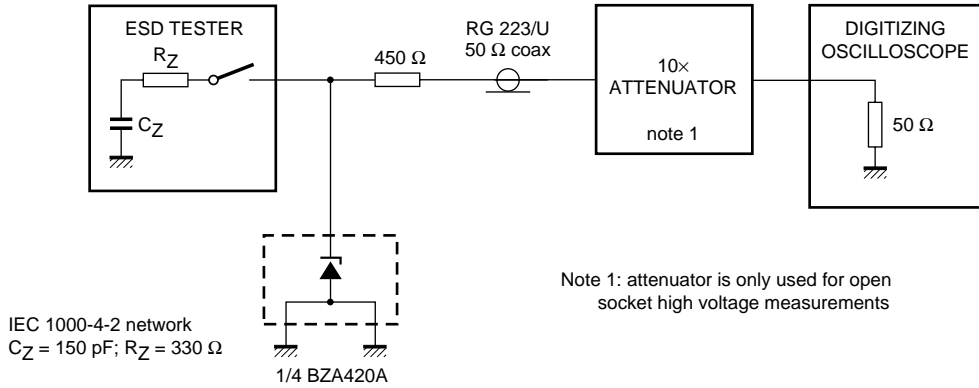 ESD TESTER
RZ
CZ
450 Ω
RG 223/U
50 Ω coax
10×
ATTENUATOR
note 1
DIGITIZING
OSCILLOSCOPE
50 Ω
Note 1: attenuator is only used for open
socket high voltage measurements
IEC 1000-4-2 network
CZ = 150 pF; RZ = 330 Ω
1/4 BZA420A